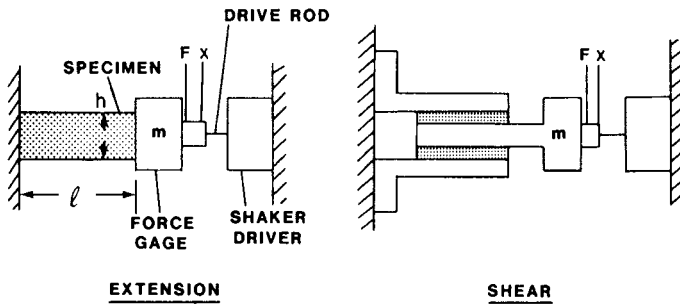 DRIVE ROD
F X
SPECIMEN
h
m
ℓ
FORCE
GAGE
SHAKER
DRIVER
EXTENSION
F X
m
SHEAR